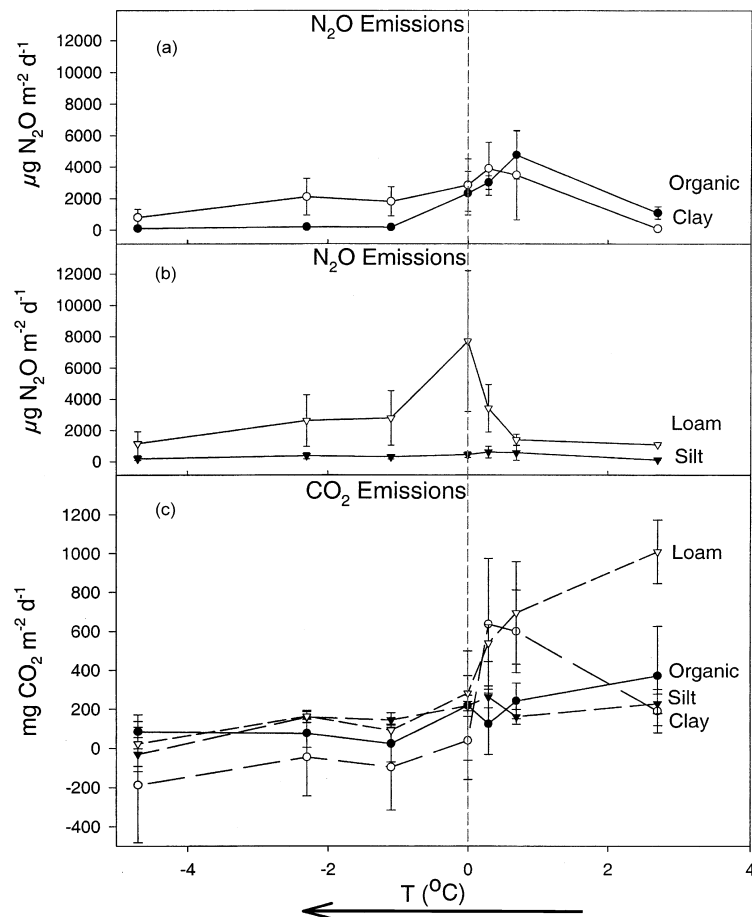 N₂O Emissions
(a)
12000
10000
8000
6000
4000
2000
0
µg N₂O m⁻² d⁻¹
Organic
Clay
N₂O Emissions
(b)
12000
10000
8000
6000
4000
2000
0
µg N₂O m⁻² d⁻¹
Loam
Silt
CO₂ Emissions
(c)
1200
1000
800
600
400
200
0
-200
-400
mg CO₂ m⁻² d⁻¹
Loam
Organic
Silt
Clay
-4 -2 0 2 4
T (°C)